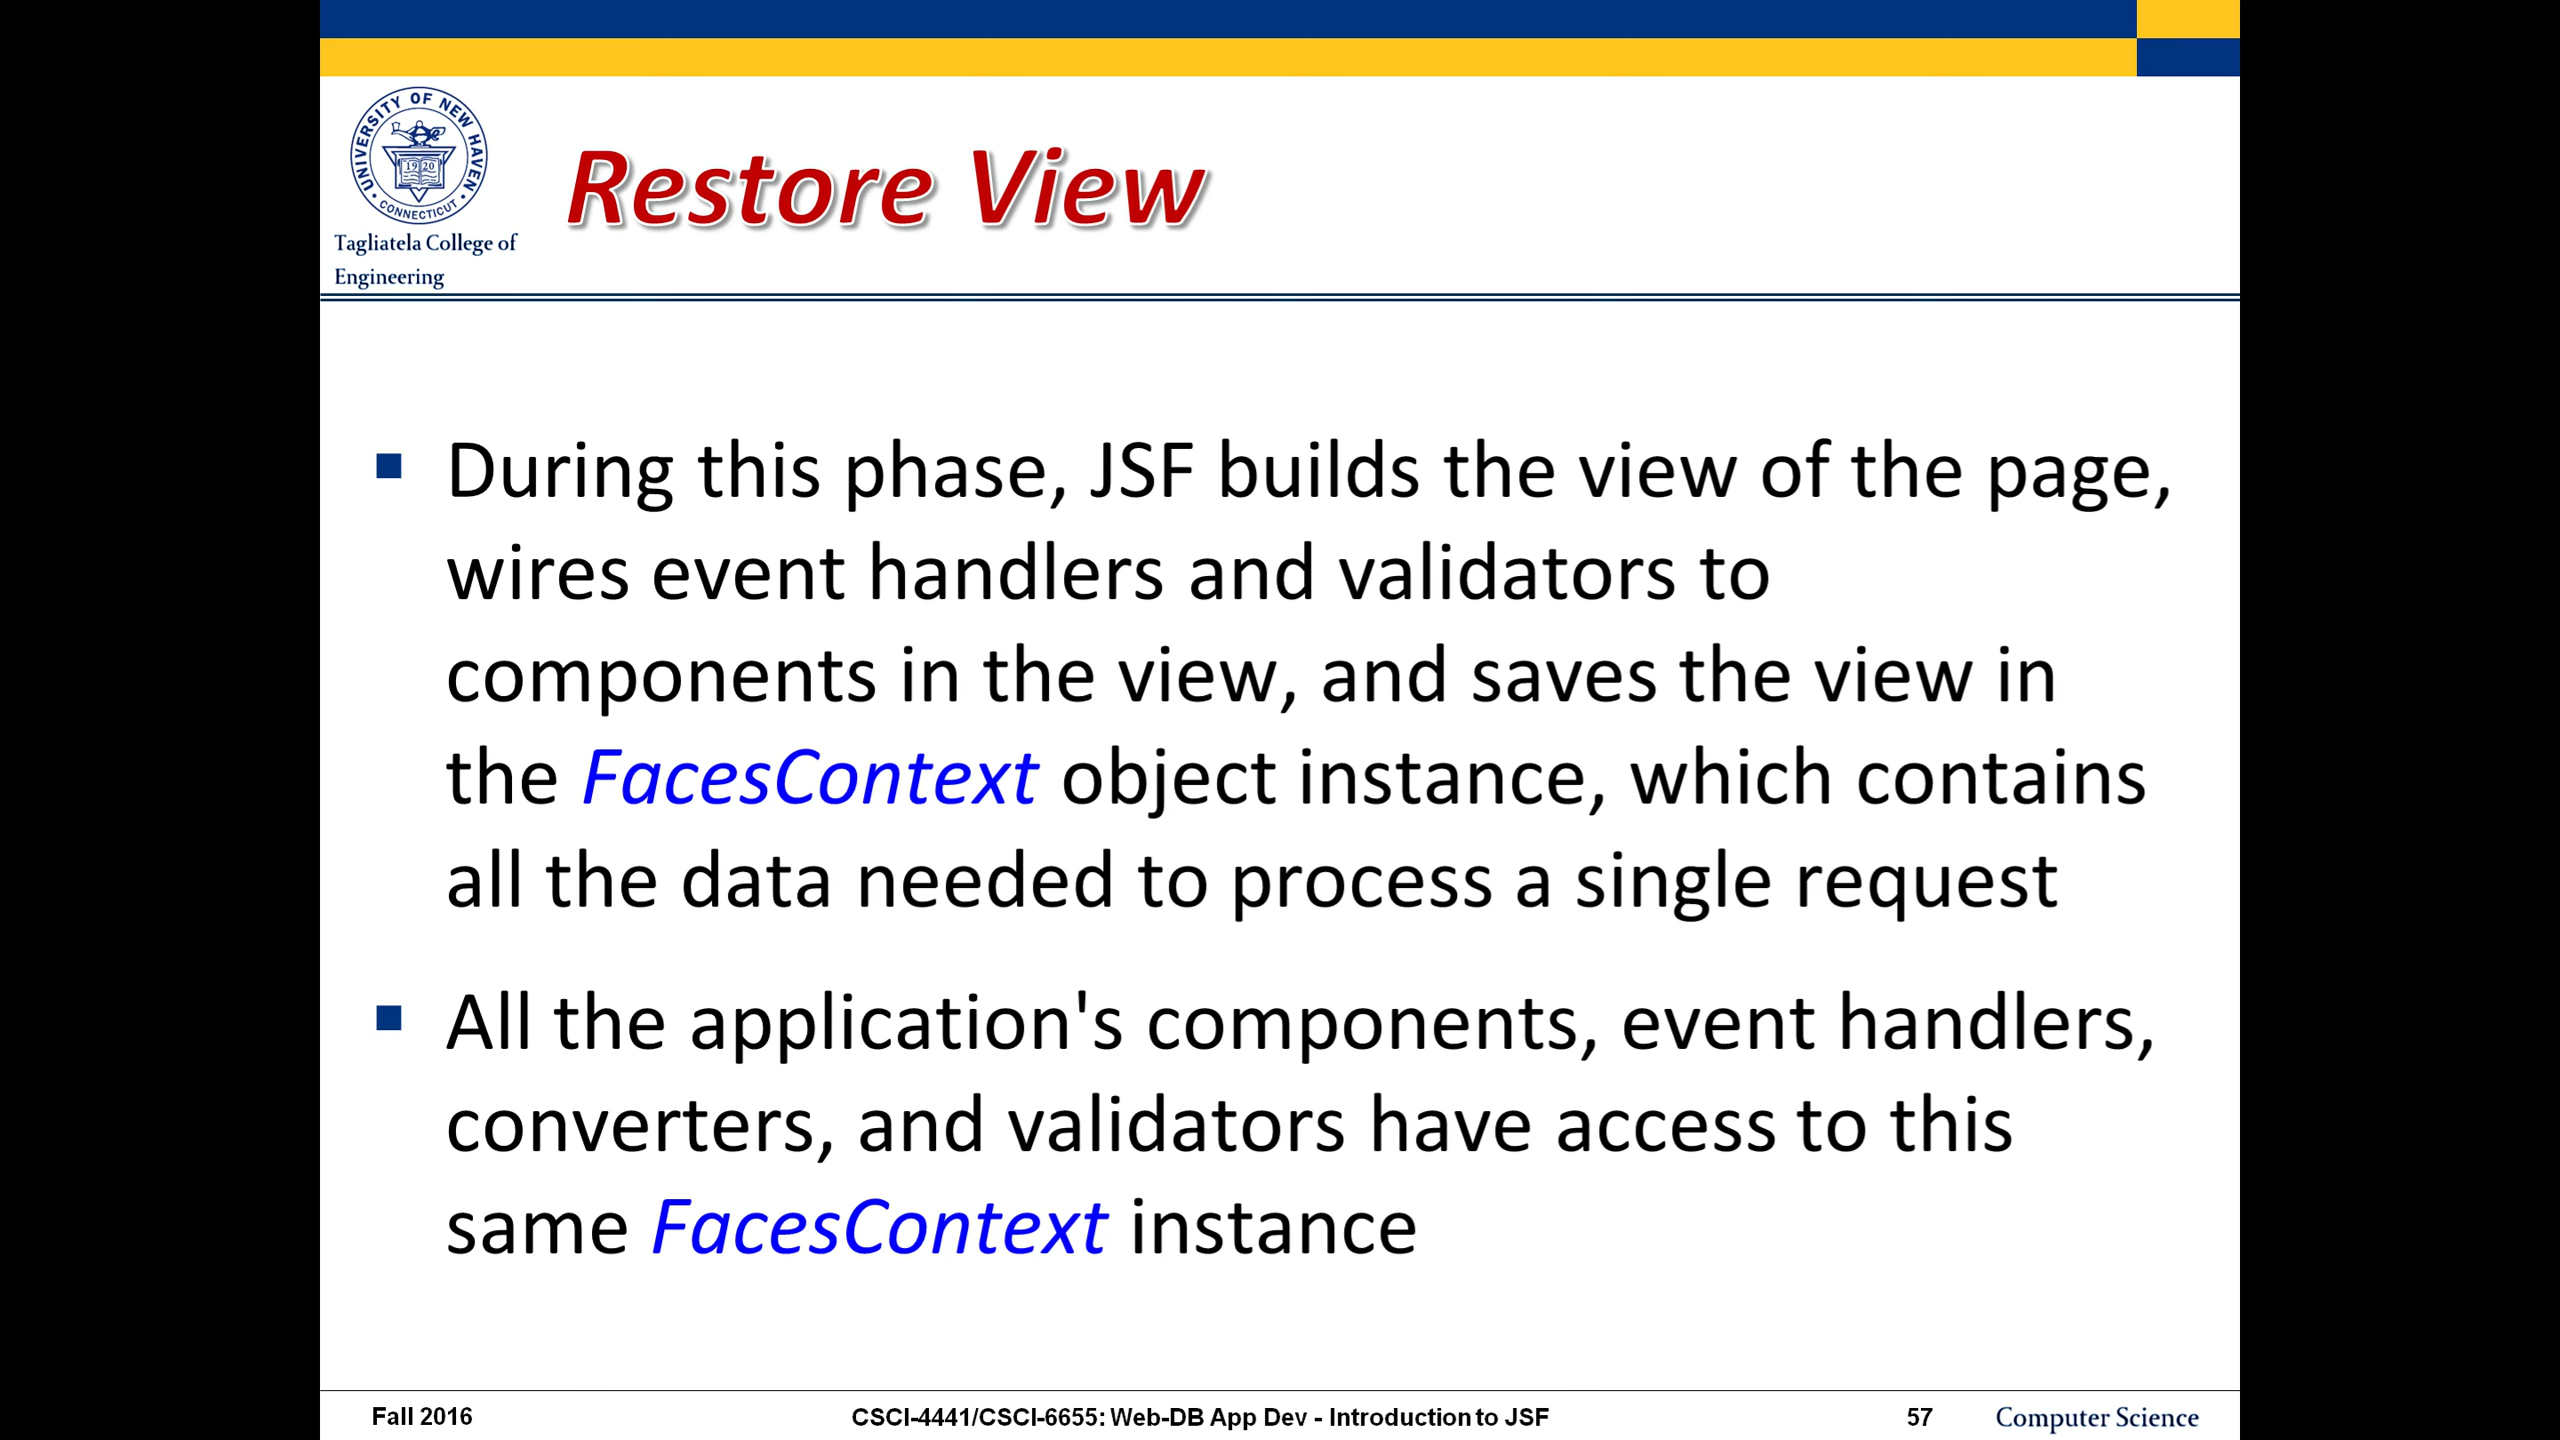 UNIVERSITY OF NEW HAVEN
1920
CONNECTICUT
Tagliatela College of
Engineering
Restore View
During this phase, JSF builds the view of the page,
wires event handlers and validators to
components in the view, and saves the view in
the FacesContext object instance, which contains
all the data needed to process a single request
All the application's components, event handlers,
converters, and validators have access to this
same FacesContext instance
Fall 2016
CSCI-4441/CSCI-6655: Web-DB App Dev - Introduction to JSF
57
Computer Science